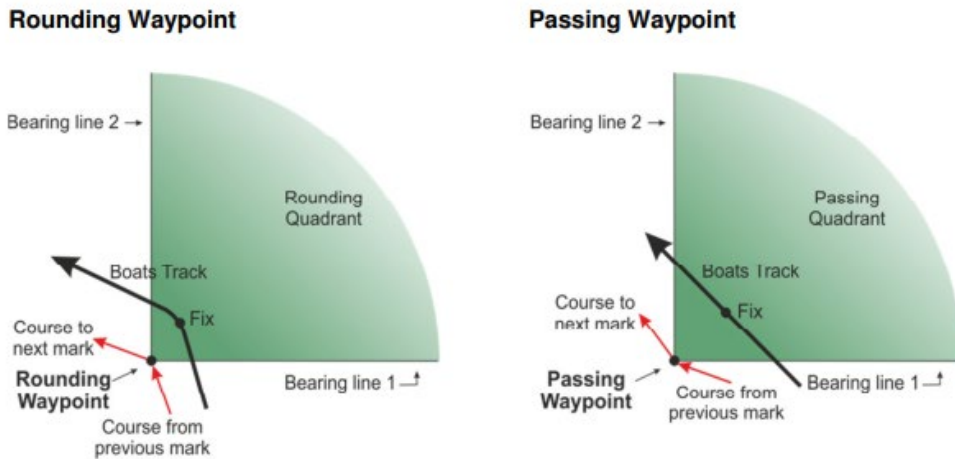 Rounding Waypoint
Bearing line 2 →
Rounding
Quadrant
Boats Track
Fix
Course to
next mark
Rounding
Waypoint
Bearing line 1
Course from
previous mark
Passing Waypoint
Bearing line 2 →
Passing
Quadrant
Boats Track
Fix
Course to
next mark
Passing
Waypoint
Bearing line 1
Course from
previous mark